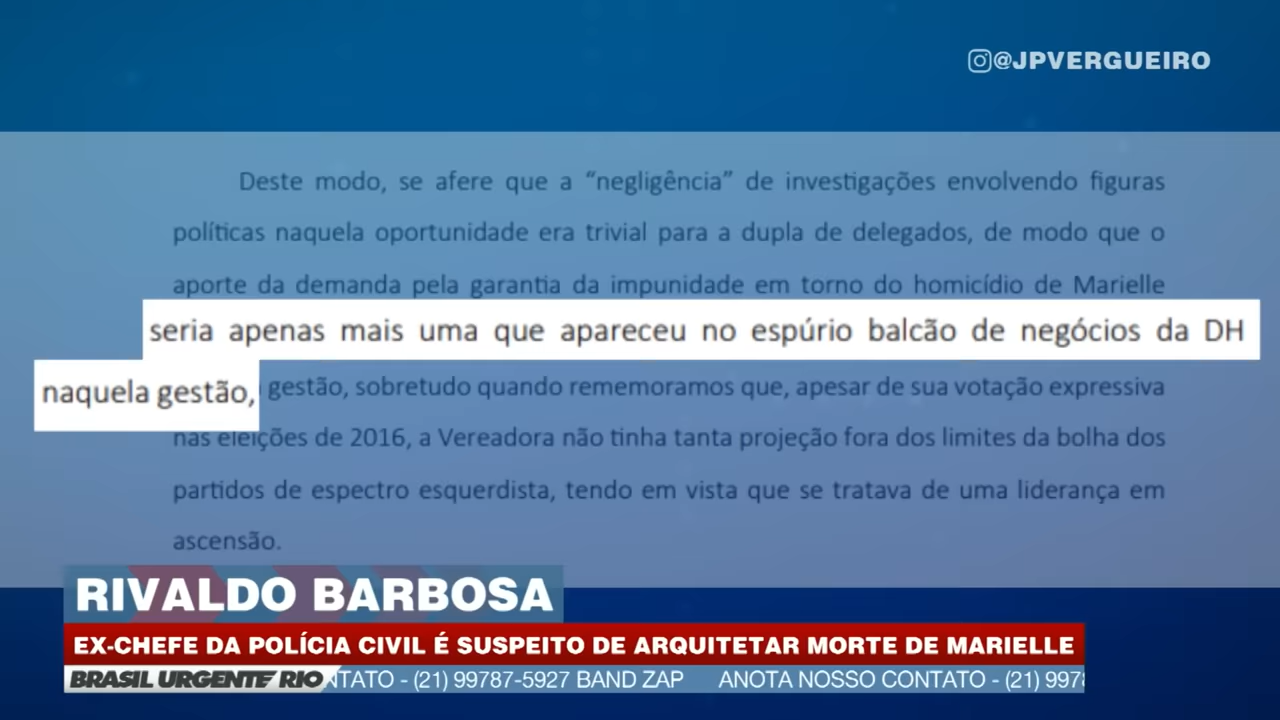 @JPVERGUEIRO
Deste modo, se afere que a “negligência” de investigações envolvendo figuras
políticas naquela oportunidade era trivial para a dupla de delegados, de modo que o
aporte da demanda pela garantia da impunidade em torno do homicídio de Marielle
seria apenas mais uma que apareceu no espúrio balcão de negócios da DH
naquela gestão,
gestão, sobretudo quando rememoramos que, apesar de sua votação expressiva
nas eleições de 2016, a Vereadora não tinha tanta projeção fora dos limites da bolha dos
partidos de espectro esquerdista, tendo em vista que se tratava de uma liderança em
ascensão.
RIVALDO BARBOSA
EX-CHEFE DA POLÍCIA CIVIL É SUSPEITO DE ARQUITETAR MORTE DE MARIELLE
BRASIL URGENTE RIO NTATO - (21) 99787-5927 BAND ZAP ANOTA NOSSO CONTATO - (21) 9978